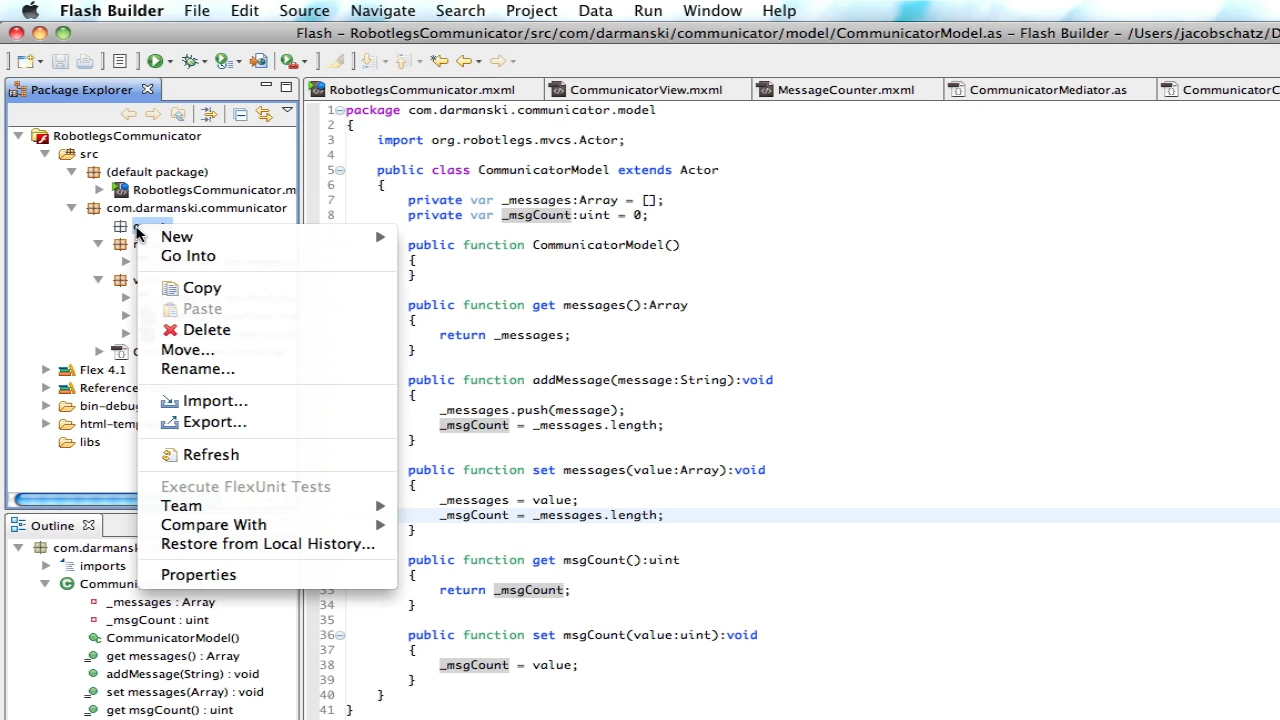 Flash Builder File Edit Source Navigate Search Project Data Run Window Help
Flash – RobotlegsCommunicator/src/com/darmanski/communicator/model/CommunicatorModel.as – Flash Builder – /Users/jacobschatz/D
Package Explorer
RobotlegsCommunicator
src
(default package)
RobotlegsCommunicator.m
com.darmanski.communicator
Flex 4.1
Reference
bin-debu
html-temp
libs
New
Go Into
Copy
Paste
Delete
Move...
Rename...
Import...
Export...
Refresh
Execute FlexUnit Tests
Team
Compare With
Restore from Local History...
Properties
Outline
com.darmansk
imports
Communi
_messages : Array
_msgCount : uint
CommunicatorModel()
get messages() : Array
addMessage(String) : void
set messages(Array) : void
get msgCount() : uint
RobotlegsCommunicator.mxml CommunicatorView.mxml MessageCounter.mxml CommunicatorMediator.as CommunicatorC
1 package com.darmanski.communicator.model
2 {
3 import org.robotlegs.mvcs.Actor;
4
5 public class CommunicatorModel extends Actor
6 {
7 private var _messages:Array = [];
8 private var _msgCount:uint = 0;
public function CommunicatorModel()
{
}
public function get messages():Array
{
return _messages;
}
public function addMessage(message:String):void
{
_messages.push(message);
_msgCount = _messages.length;
}
public function set messages(value:Array):void
{
_messages = value;
_msgCount = _messages.length;
}
public function get msgCount():uint
{
33 return _msgCount;
34 }
35
36 public function set msgCount(value:uint):void
37 {
38 _msgCount = value;
39 }
40 }
41 }